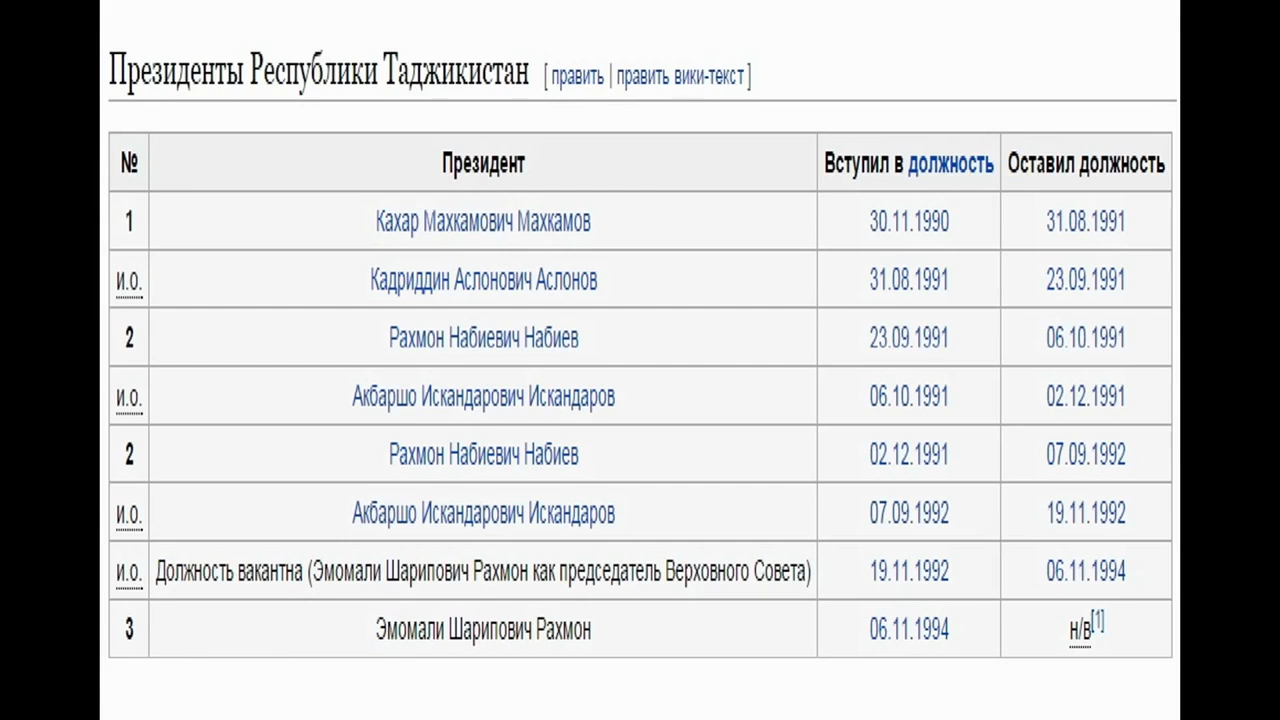 Президенты Республики Таджикистан [ править | править вики-текст ]
№ Президент Вступил в должность Оставил должность
1 Кахар Махкамович Махкамов 30.11.1990 31.08.1991
и.о. Кадриддин Аслонович Аслонов 31.08.1991 23.09.1991
2 Рахмон Набиевич Набиев 23.09.1991 06.10.1991
и.о. Акбаршо Искандарович Искандаров 06.10.1991 02.12.1991
2 Рахмон Набиевич Набиев 02.12.1991 07.09.1992
и.о. Акбаршо Искандарович Искандаров 07.09.1992 19.11.1992
и.о. Должность вакантна (Эмомали Шарипович Рахмон как председатель Верховного Совета) 19.11.1992 06.11.1994
3 Эмомали Шарипович Рахмон 06.11.1994 н/в[1]